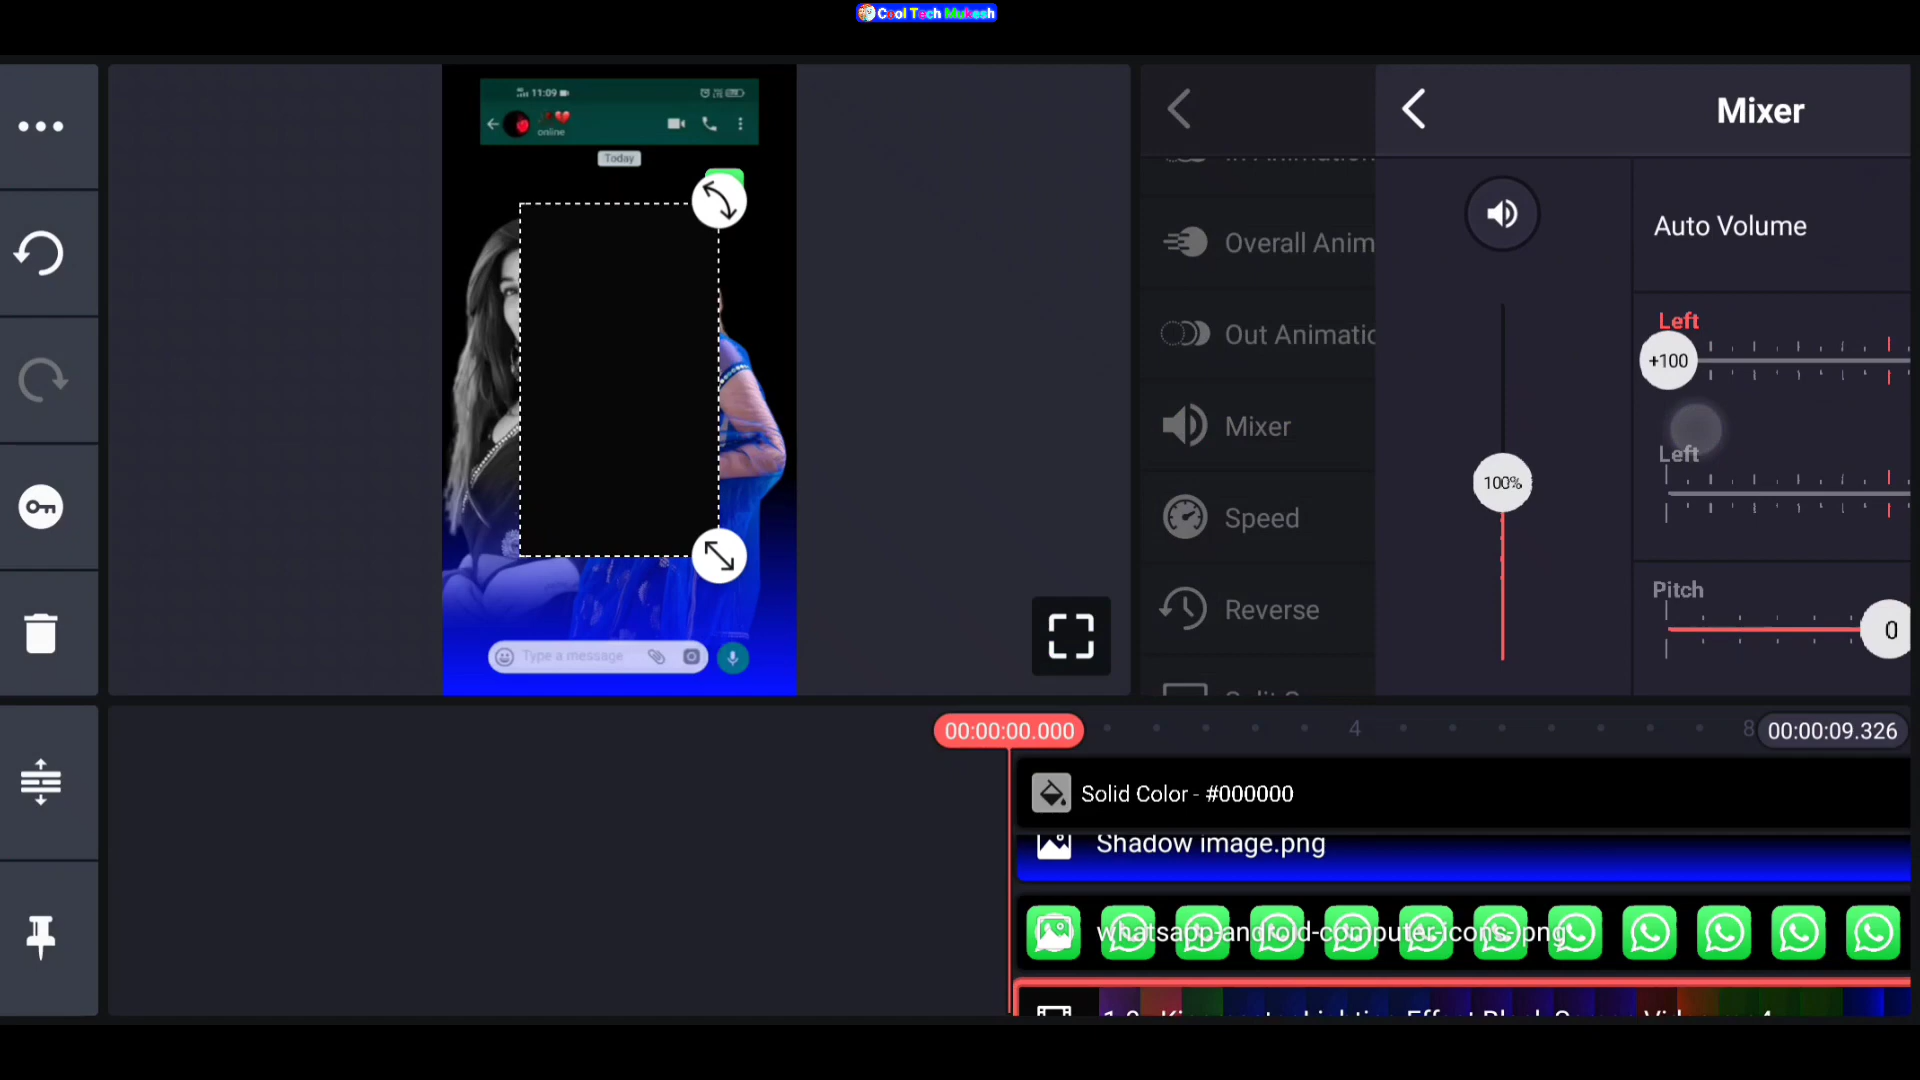 Cool Tech Mukesh
11:09
online
Today
Type a message
Mixer
Overall Anim
Out Animatic
Mixer
Speed
Reverse
100%
Auto Volume
Left
+100
Left
Pitch
0
00:00:00.000
4
8
00:00:09.326
Solid Color - #000000
Shadow image.png
whatsapp-android-computer-icons-.png